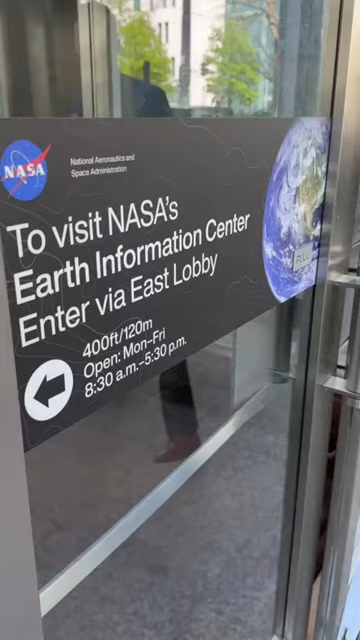 NASA
National Aeronautics and
Space Administration
To visit NASA's
Earth Information Center
Enter via East Lobby
400ft/120m
Open: Mon–Fri
8:30 a.m.–5:30 p.m.
PULL